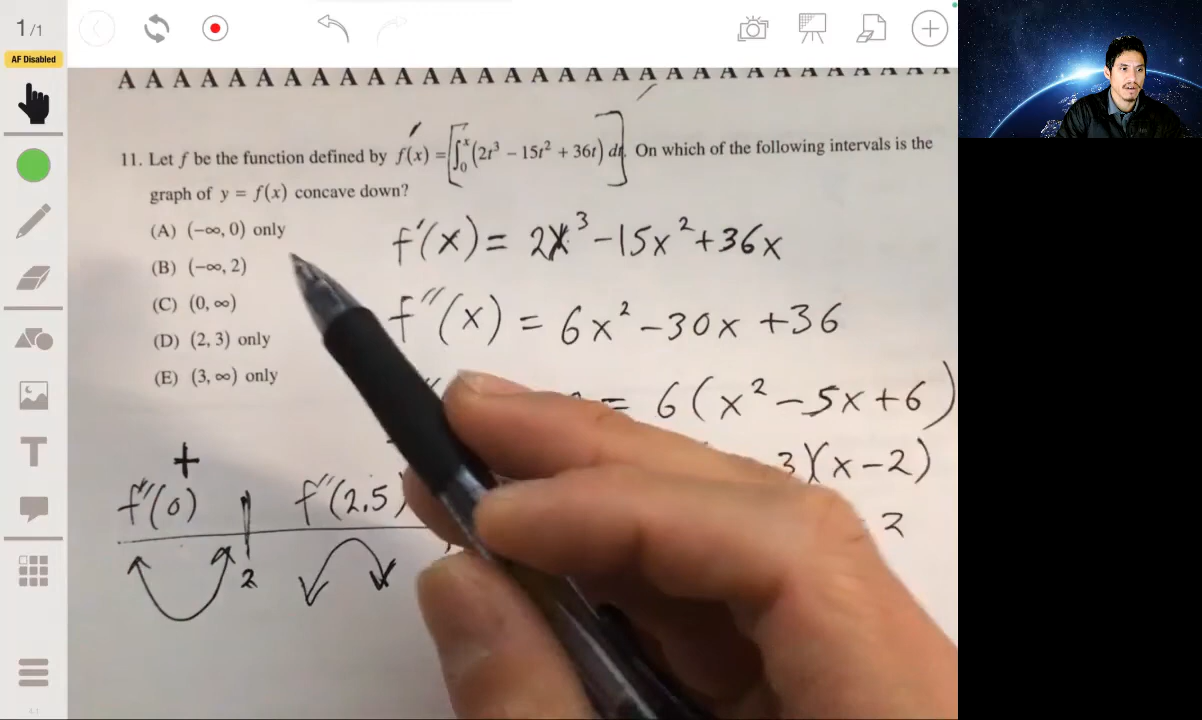 1/1
AF Disabled
A A A A A A A A A A A A A A A A A A A A A A A A A A A A A A
11. Let f be the function defined by f'(x) = [∫₀ˣ (2t³ − 15t² + 36t) dt]. On which of the following intervals is the
graph of y = f(x) concave down?
(A) (−∞, 0) only
(B) (−∞, 2)
(C) (0, ∞)
(D) (2, 3) only
(E) (3, ∞) only
f'(x) = 2x³ − 15x² + 36x
f''(x) = 6x² − 30x + 36
= 6(x² − 5x + 6)
3)(x − 2)
2
+
f''(0) f''(2.5)
2
T